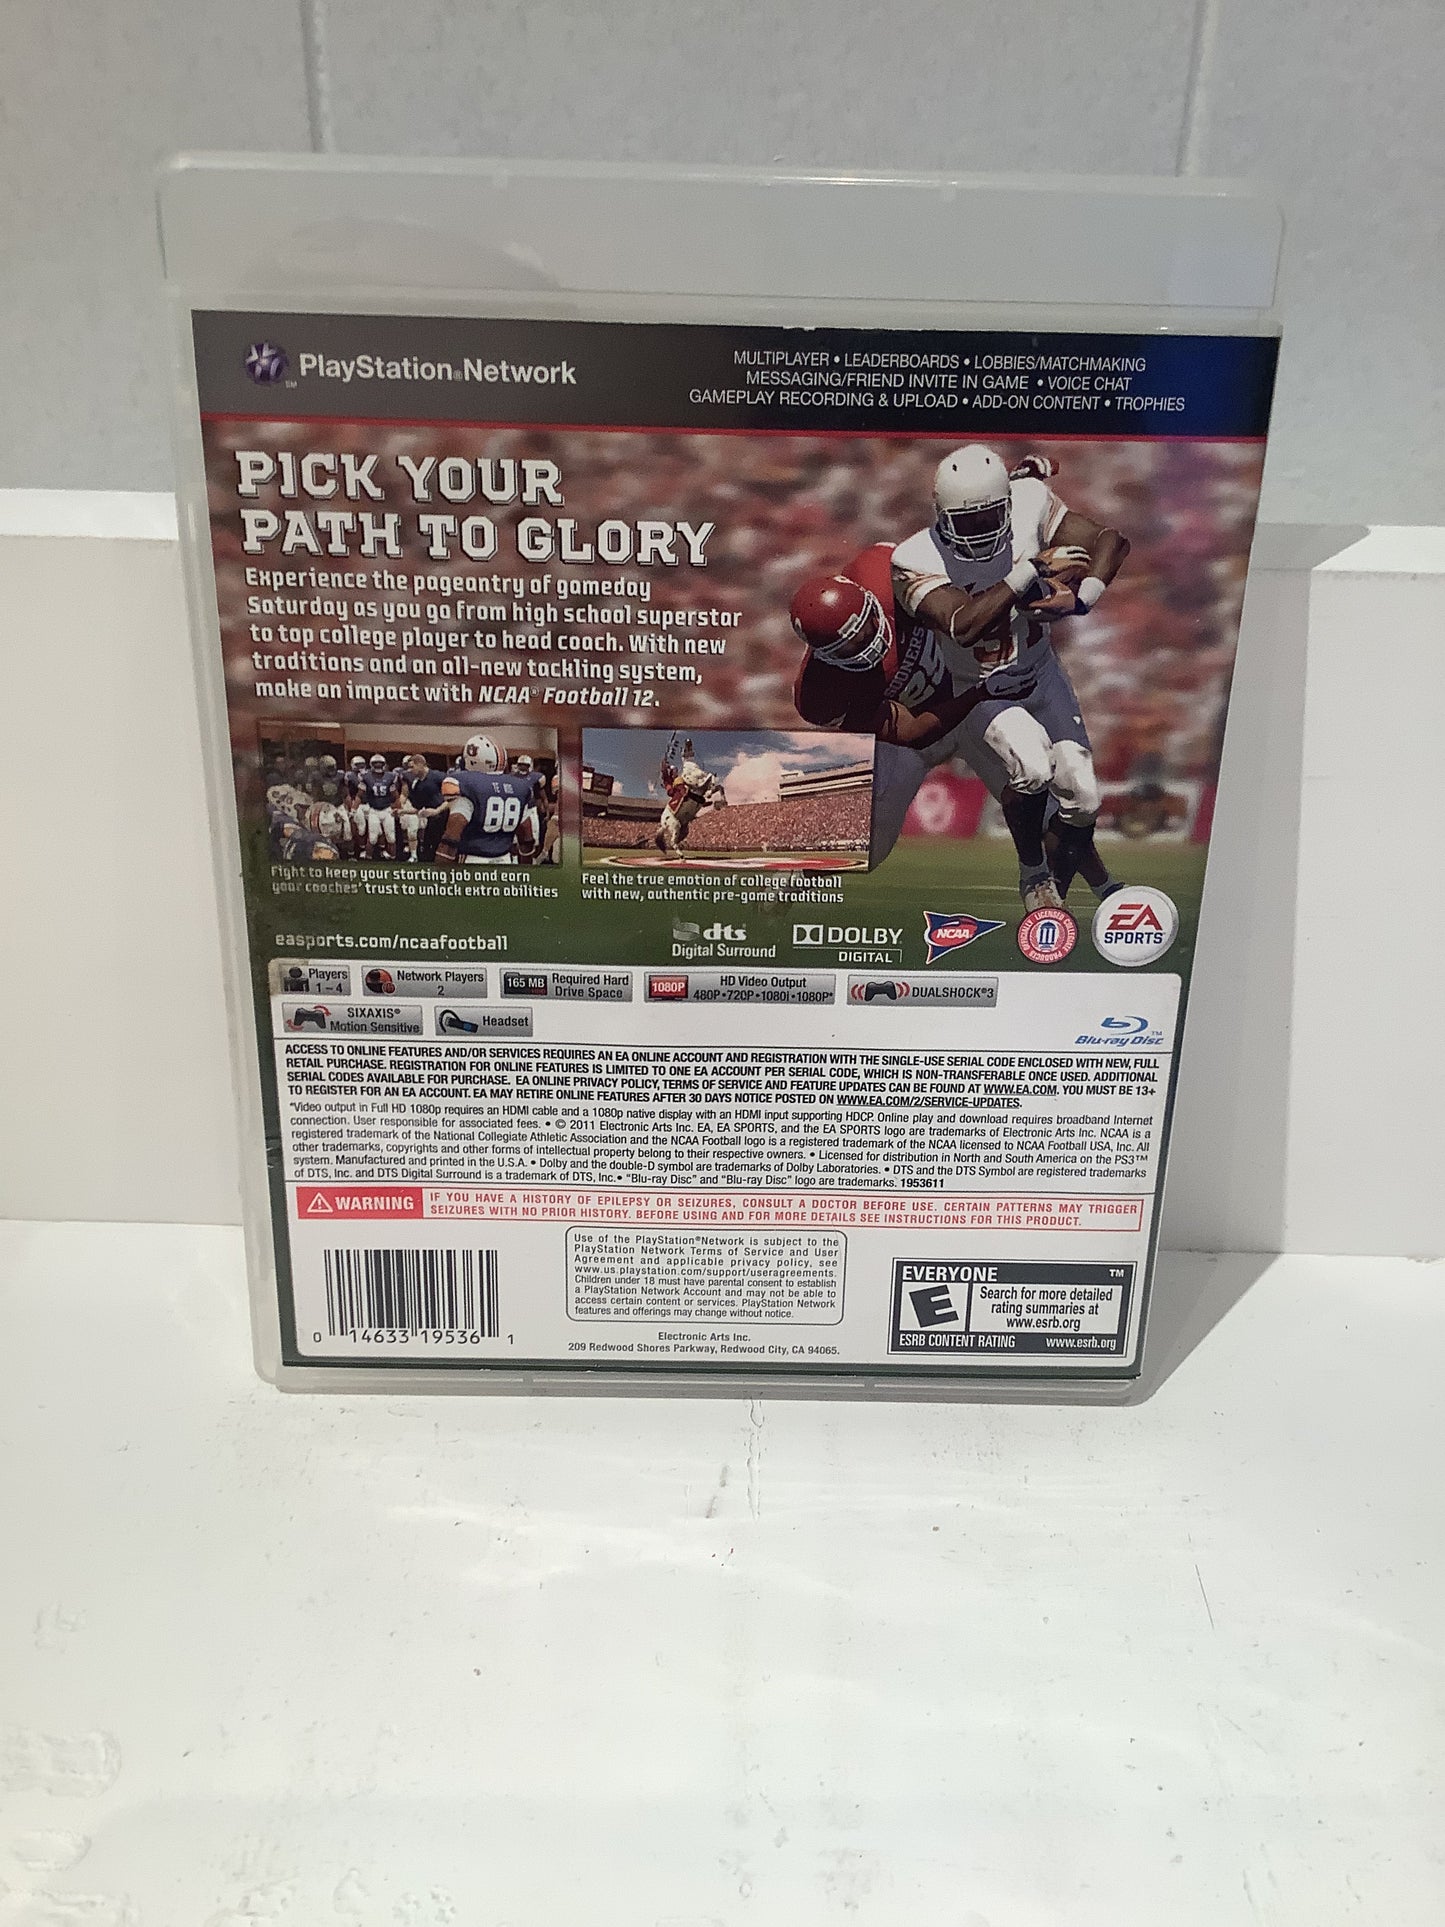 PlayStation®Network
SM
MULTIPLAYER • LEADERBOARDS • LOBBIES/MATCHMAKING
MESSAGING/FRIEND INVITE IN GAME • VOICE CHAT
GAMEPLAY RECORDING & UPLOAD • ADD-ON CONTENT • TROPHIES
PICK YOUR
PATH TO GLORY
Experience the pageantry of gameday
Saturday as you go from high school superstar
to top college player to head coach. With new
traditions and an all-new tackling system,
make an impact with NCAA® Football 12.
SOONERS
25
15
88
Fight to keep your starting job and earn
your coaches' trust to unlock extra abilities
Feel the true emotion of college football
with new, authentic pre-game traditions
easports.com/ncaafootball
dts
Digital Surround
DOLBY
DIGITAL
NCAA
OFFICIALLY LICENSED COLLEGIATE PRODUCTS
EA
SPORTS
Players
1 – 4
Network Players
2
165 MB
Required Hard
Drive Space
1080P
HD Video Output
480P•720P•1080i•1080P*
DUALSHOCK®3
SIXAXIS®
Motion Sensitive
Headset
Blu-ray Disc™
ACCESS TO ONLINE FEATURES AND/OR SERVICES REQUIRES AN EA ONLINE ACCOUNT AND REGISTRATION WITH THE SINGLE-USE SERIAL CODE ENCLOSED WITH NEW, FULL
RETAIL PURCHASE. REGISTRATION FOR ONLINE FEATURES IS LIMITED TO ONE EA ACCOUNT PER SERIAL CODE, WHICH IS NON-TRANSFERABLE ONCE USED. ADDITIONAL
SERIAL CODES AVAILABLE FOR PURCHASE. EA ONLINE PRIVACY POLICY, TERMS OF SERVICE AND FEATURE UPDATES CAN BE FOUND AT WWW.EA.COM. YOU MUST BE 13+
TO REGISTER FOR AN EA ACCOUNT. EA MAY RETIRE ONLINE FEATURES AFTER 30 DAYS NOTICE POSTED ON WWW.EA.COM/2/SERVICE-UPDATES.
*Video output in Full HD 1080p requires an HDMI cable and a 1080p native display with an HDMI input supporting HDCP. Online play and download requires broadband Internet
connection. User responsible for associated fees. • © 2011 Electronic Arts Inc. EA, EA SPORTS, and the EA SPORTS logo are trademarks of Electronic Arts Inc. NCAA is a
registered trademark of the National Collegiate Athletic Association and the NCAA Football logo is a registered trademark of the NCAA licensed to NCAA Football USA, Inc. All
other trademarks, copyrights and other forms of intellectual property belong to their respective owners. • Licensed for distribution in North and South America on the PS3™
system. Manufactured and printed in the U.S.A. • Dolby and the double-D symbol are trademarks of Dolby Laboratories. • DTS and the DTS Symbol are registered trademarks
of DTS, Inc. and DTS Digital Surround is a trademark of DTS, Inc.• "Blu-ray Disc" and "Blu-ray Disc" logo are trademarks. 1953611
WARNING
IF YOU HAVE A HISTORY OF EPILEPSY OR SEIZURES, CONSULT A DOCTOR BEFORE USE. CERTAIN PATTERNS MAY TRIGGER
SEIZURES WITH NO PRIOR HISTORY. BEFORE USING AND FOR MORE DETAILS SEE INSTRUCTIONS FOR THIS PRODUCT.
0 14633 19536 1
Use of the PlayStation®Network is subject to the
PlayStation Network Terms of Service and User
Agreement and applicable privacy policy, see
www.us.playstation.com/support/useragreements.
Children under 18 must have parental consent to establish
a PlayStation Network Account and may not be able to
access certain content or services. PlayStation Network
features and offerings may change without notice.
Electronic Arts Inc.
209 Redwood Shores Parkway, Redwood City, CA 94065.
EVERYONE ™
E
Search for more detailed
rating summaries at
www.esrb.org
ESRB CONTENT RATING www.esrb.org